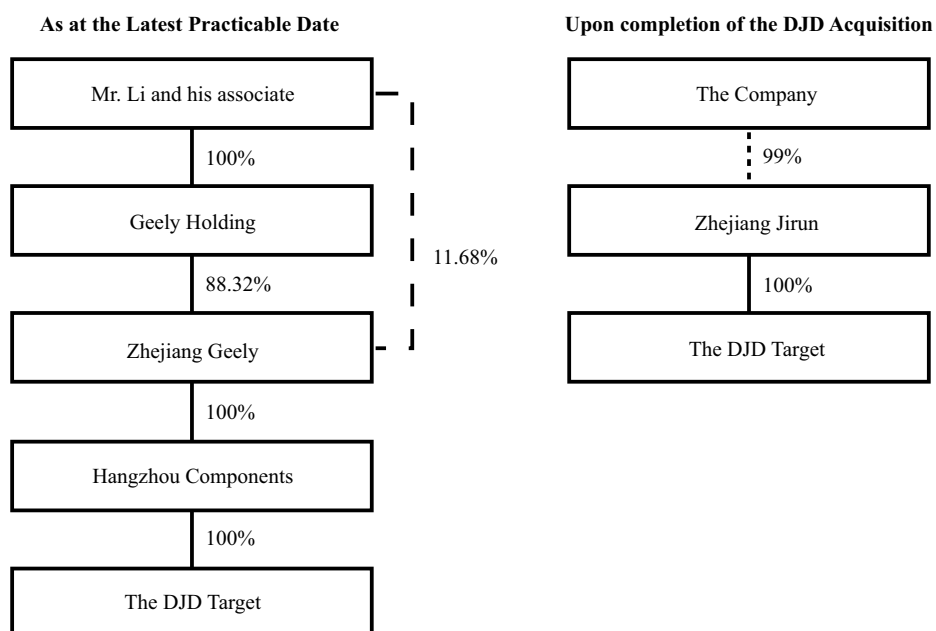 As at the Latest Practicable Date
Mr. Li and his associate
100%
Geely Holding
88.32%
11.68%
Zhejiang Geely
100%
Hangzhou Components
100%
The DJD Target
Upon completion of the DJD Acquisition
The Company
99%
Zhejiang Jirun
100%
The DJD Target